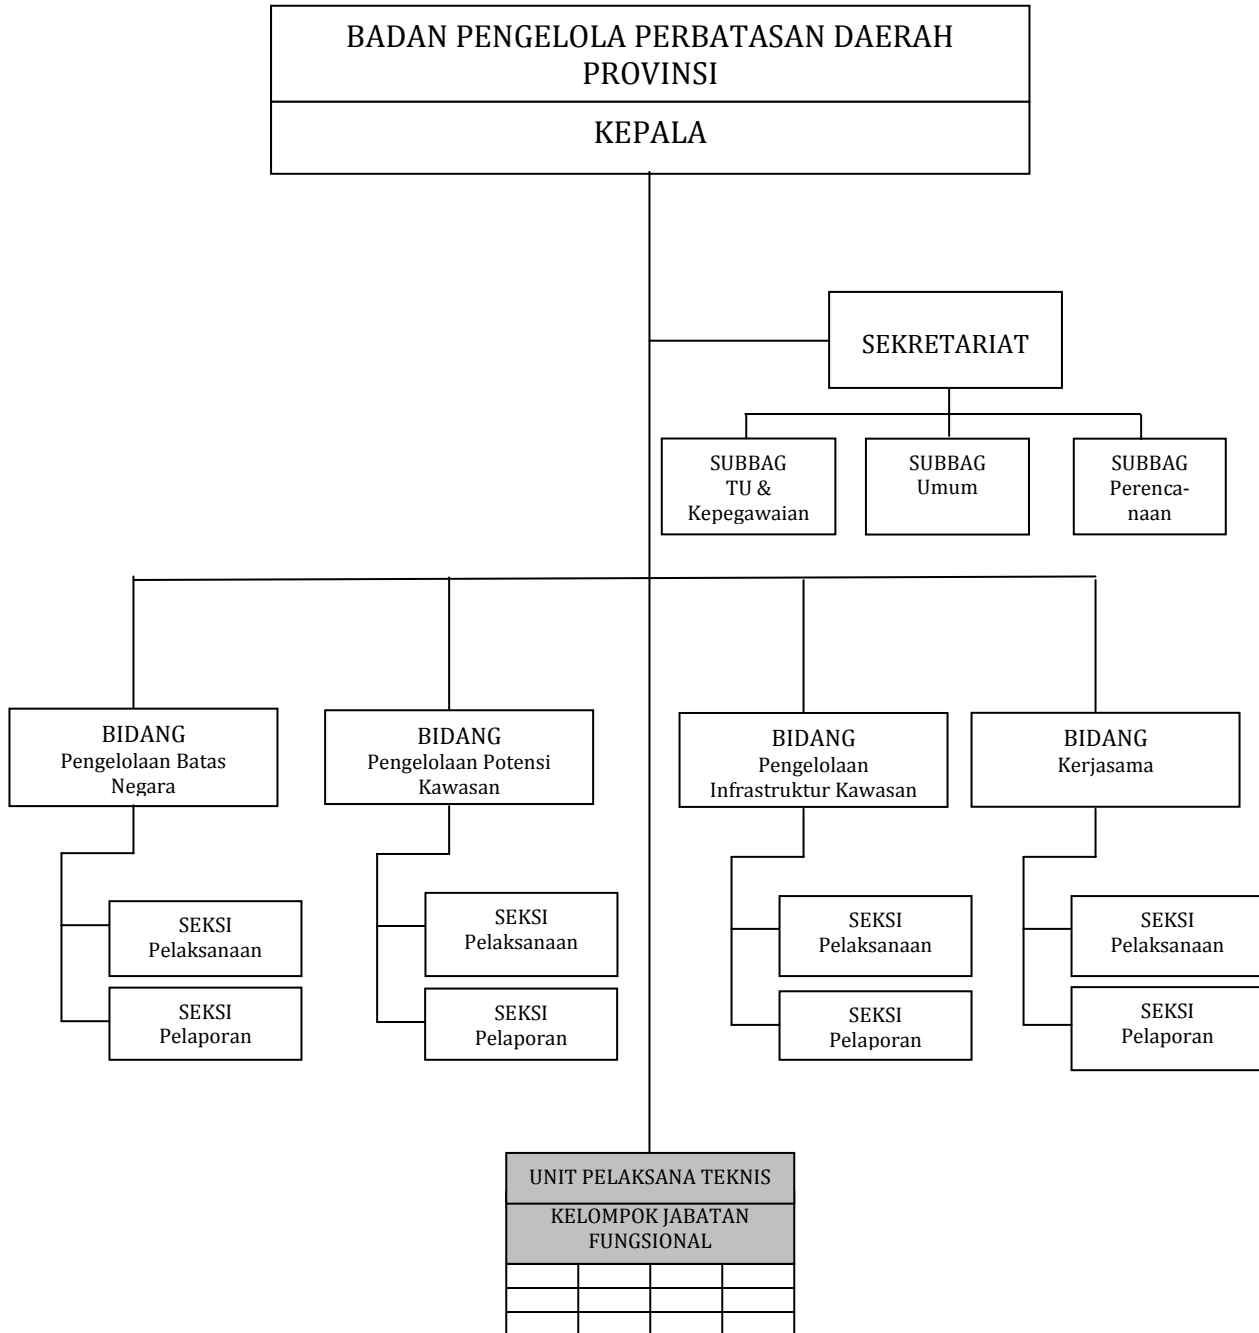 BADAN PENGELOLA PERBATASAN DAERAH
PROVINSI
KEPALA
SEKRETARIAT
SUBBAG
TU &
Kepegawaian
SUBBAG
Umum
SUBBAG
Perenca-
naan
BIDANG
Pengelolaan Batas
Negara
BIDANG
Pengelolaan Potensi
Kawasan
BIDANG
Pengelolaan
Infrastruktur Kawasan
BIDANG
Kerjasama
SEKSI
Pelaksanaan
SEKSI
Pelaporan
SEKSI
Pelaksanaan
SEKSI
Pelaporan
SEKSI
Pelaksanaan
SEKSI
Pelaporan
SEKSI
Pelaksanaan
SEKSI
Pelaporan
UNIT PELAKSANA TEKNIS
KELOMPOK JABATAN
FUNGSIONAL